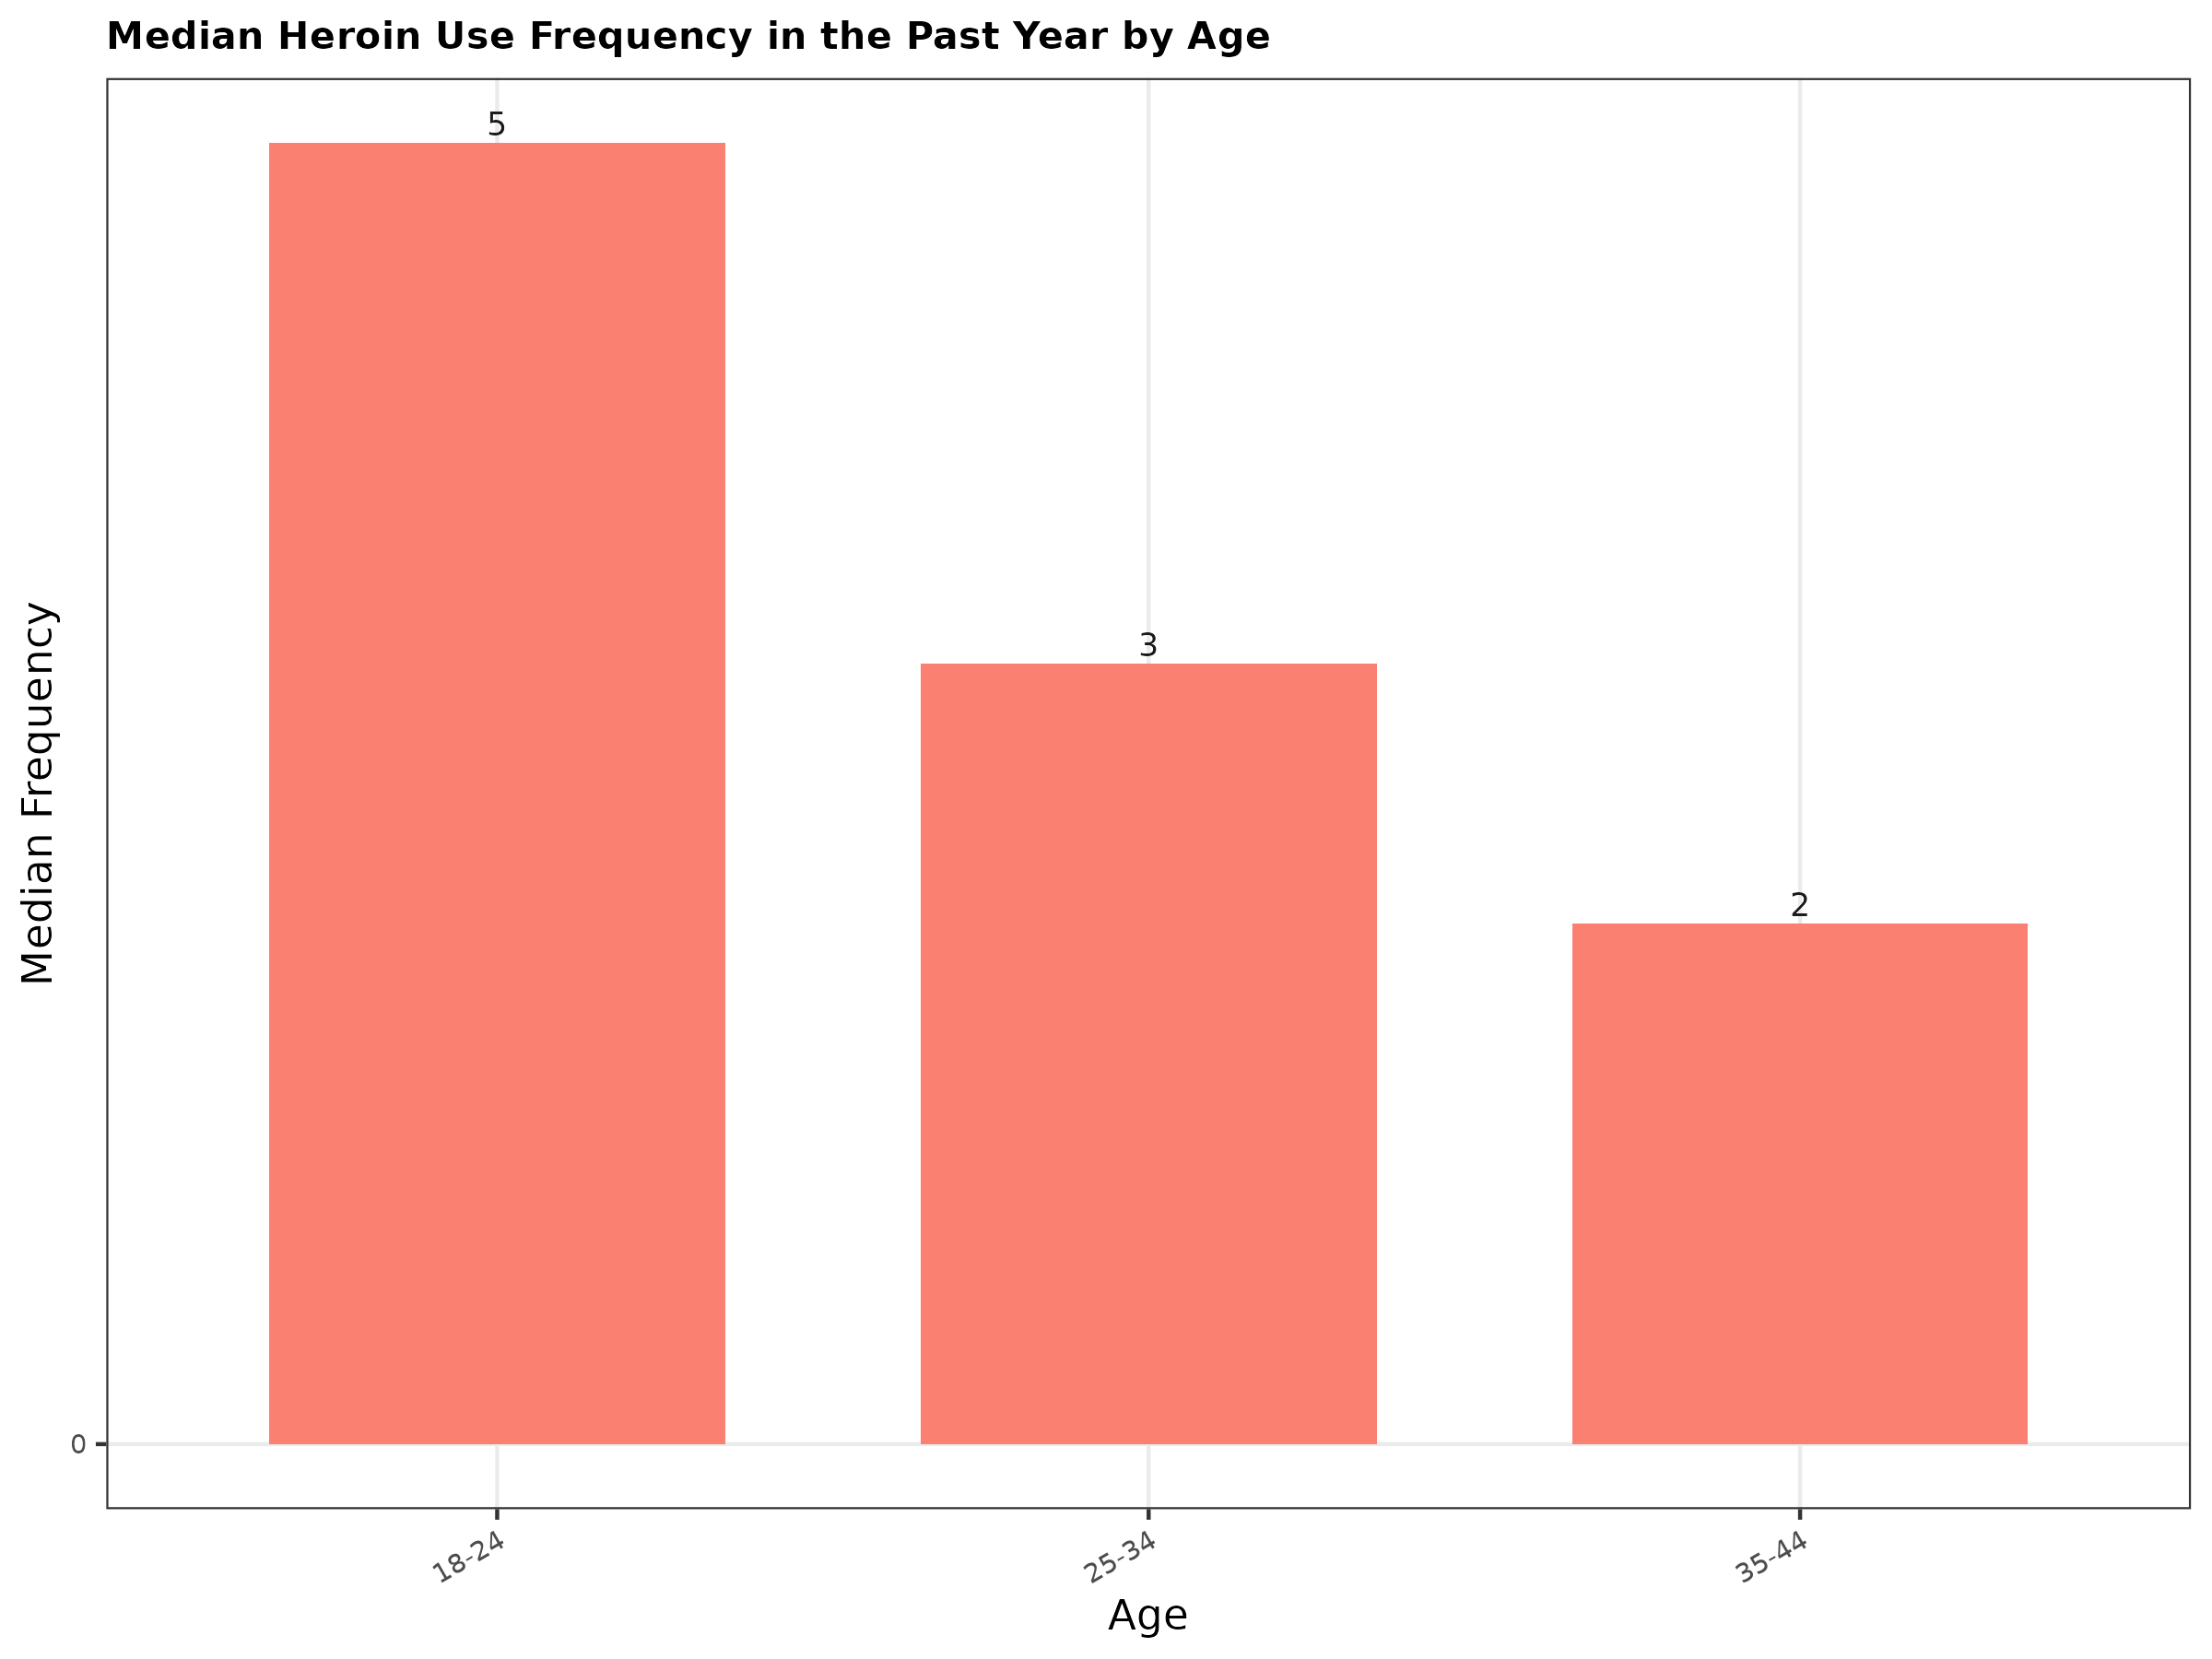 Median Heroin Use Frequency in the Past Year by Age
5
3
2
Median Frequency
0
18-24
25-34
35-44
Age